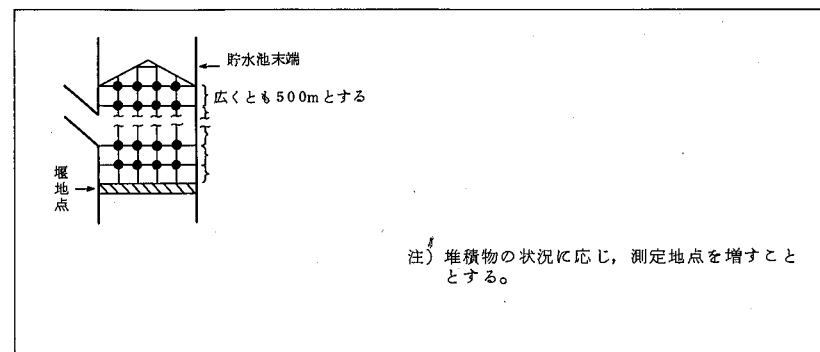 貯水池末端
広くとも500mとする
堰地点
注) 堆積物の状況に応じ,測定地点を増すこと
とする。